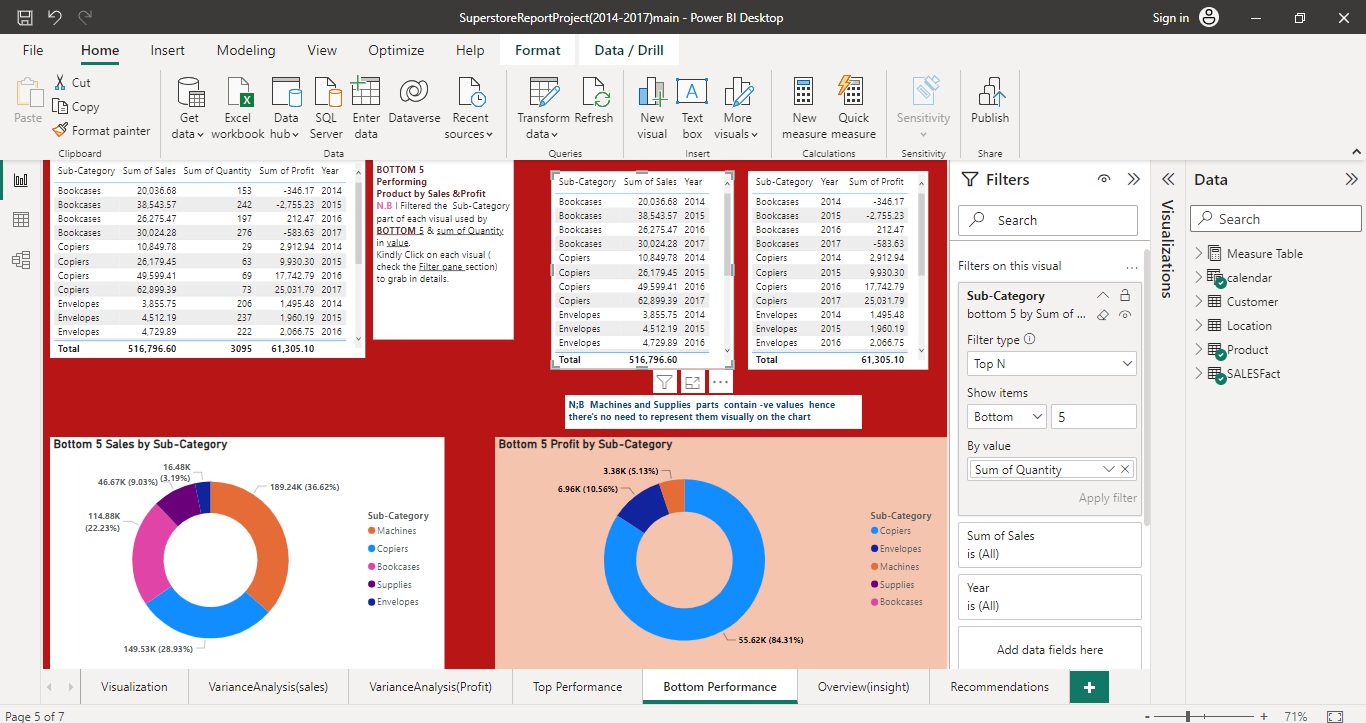 SuperstoreReportProject(2014-2017)main - Power BI Desktop
Sign in
File Home Insert Modeling View Optimize Help Format Data / Drill
Paste
Cut
Copy
Format painter
Clipboard
Get data
Excel workbook
Data hub
SQL Server
Enter data
Dataverse
Recent sources
Data
Transform data
Refresh
Queries
New visual
Text box
More visuals
Insert
New measure
Quick measure
Calculations
Sensitivity
Sensitivity
Publish
Share
Sub-Category Sum of Sales Sum of Quantity Sum of Profit Year
Bookcases 20,036.68 153 -346.17 2014
Bookcases 38,543.57 242 -2,755.23 2015
Bookcases 26,275.47 197 212.47 2016
Bookcases 30,024.28 276 -583.63 2017
Copiers 10,849.78 29 2,912.94 2014
Copiers 26,179.45 63 9,930.30 2015
Copiers 49,599.41 69 17,742.79 2016
Copiers 62,899.39 73 25,031.79 2017
Envelopes 3,855.75 206 1,495.48 2014
Envelopes 4,512.19 237 1,960.19 2015
Envelopes 4,729.89 222 2,066.75 2016
Total 516,796.60 3095 61,305.10
BOTTOM 5
Performing
Product by Sales &Profit
N.B I Filtered the Sub-Category
part of each visual used by
BOTTOM 5 & sum of Quantity
in value.
Kindly Click on each visual (
check the Filter pane section)
to grab in details.
Sub-Category Sum of Sales Year
Bookcases 20,036.68 2014
Bookcases 38,543.57 2015
Bookcases 26,275.47 2016
Bookcases 30,024.28 2017
Copiers 10,849.78 2014
Copiers 26,179.45 2015
Copiers 49,599.41 2016
Copiers 62,899.39 2017
Envelopes 3,855.75 2014
Envelopes 4,512.19 2015
Envelopes 4,729.89 2016
Total 516,796.60
Sub-Category Year Sum of Profit
Bookcases 2014 -346.17
Bookcases 2015 -2,755.23
Bookcases 2016 212.47
Bookcases 2017 -583.63
Copiers 2014 2,912.94
Copiers 2015 9,930.30
Copiers 2016 17,742.79
Copiers 2017 25,031.79
Envelopes 2014 1,495.48
Envelopes 2015 1,960.19
Envelopes 2016 2,066.75
Total 61,305.10
N;B Machines and Supplies parts contain -ve values hence
there's no need to represent them visually on the chart
Bottom 5 Sales by Sub-Category
16.48K
(3.19%)
46.67K (9.03%)
189.24K (36.62%)
114.88K
(22.23%)
149.53K (28.93%)
Sub-Category
Machines
Copiers
Bookcases
Supplies
Envelopes
Bottom 5 Profit by Sub-Category
3.38K (5.13%)
6.96K (10.56%)
55.62K (84.31%)
Sub-Category
Copiers
Envelopes
Machines
Supplies
Bookcases
Filters
Search
Filters on this visual
Sub-Category
bottom 5 by Sum of ...
Filter type
Top N
Show items
Bottom 5
By value
Sum of Quantity
Apply filter
Sum of Sales
is (All)
Year
is (All)
Add data fields here
Visualizations
Data
Search
Measure Table
calendar
Customer
Location
Product
SALESFact
Visualization VarianceAnalysis(sales) VarianceAnalysis(Profit) Top Performance Bottom Performance Overview(insight) Recommendations
Page 5 of 7
71%